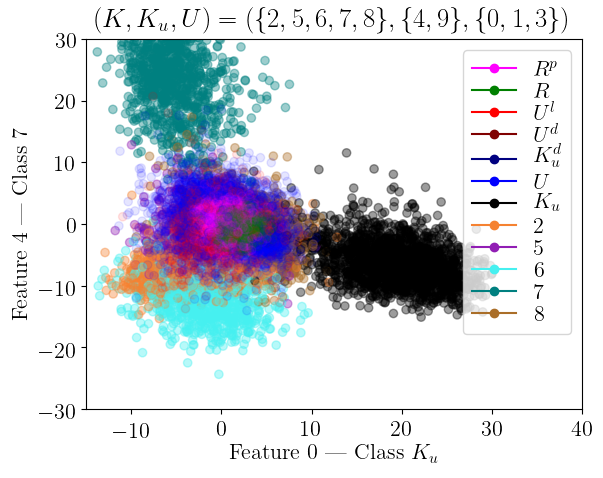 (K, K_u, U) = ({2, 5, 6, 7, 8}, {4, 9}, {0, 1, 3})
30
20
10
0
−10
−20
−30
Feature 4 — Class 7
−10
0
10
20
30
40
Feature 0 — Class K_u
R^p
R
U^l
U^d
K_u^d
U
K_u
2
5
6
7
8